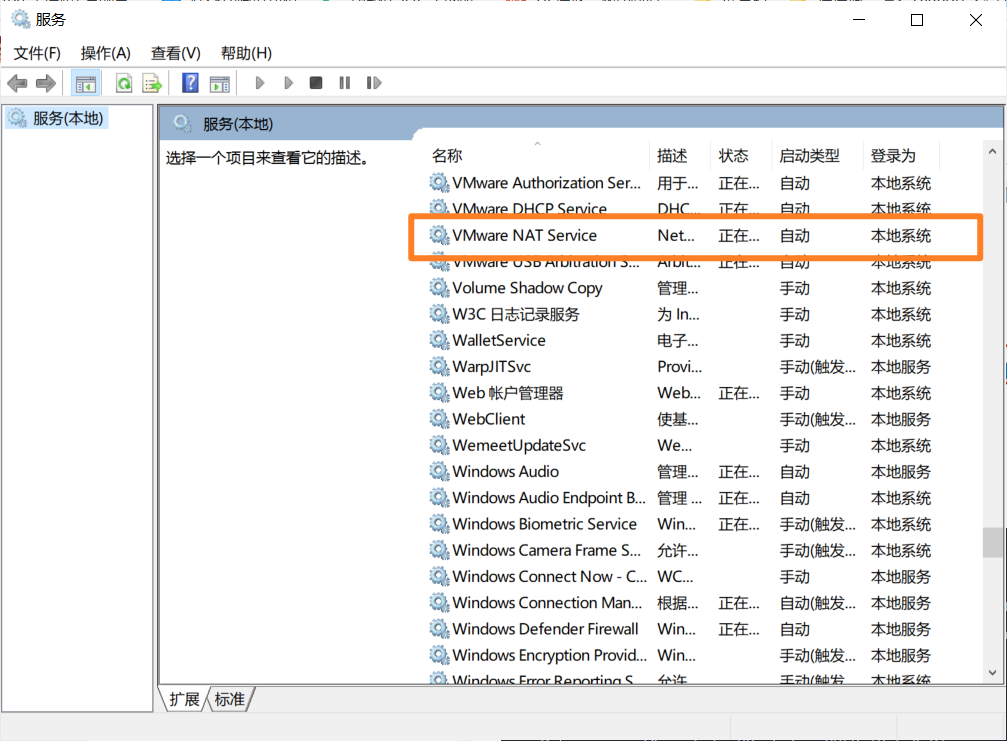 服务
文件(F) 操作(A) 查看(V) 帮助(H)
服务(本地)
服务(本地)
选择一个项目来查看它的描述。
名称 描述 状态 启动类型 登录为
VMware Authorization Ser... 用于... 正在... 自动 本地系统
VMware DHCP Service DHC... 正在... 自动 本地系统
VMware NAT Service Net... 正在... 自动 本地系统
VMware USB Arbitration S... Arbit... 正在... 自动 本地系统
Volume Shadow Copy 管理... 手动 本地系统
W3C 日志记录服务 为 In... 手动 本地系统
WalletService 电子... 手动 本地系统
WarpJITSvc Provi... 手动(触发... 本地服务
Web 帐户管理器 Web... 正在... 手动 本地系统
WebClient 使基... 手动(触发... 本地服务
WemeetUpdateSvc We... 手动 本地系统
Windows Audio 管理... 正在... 自动 本地服务
Windows Audio Endpoint B... 管理 ... 正在... 自动 本地系统
Windows Biometric Service Win... 正在... 手动(触发... 本地系统
Windows Camera Frame S... 允许... 手动(触发... 本地系统
Windows Connect Now - C... WC... 手动 本地服务
Windows Connection Man... 根据... 正在... 自动(触发... 本地服务
Windows Defender Firewall Win... 正在... 自动 本地服务
Windows Encryption Provid... Win... 手动(触发... 本地服务
Windows Error Reporting S... 允许... 手动(触发... 本地系统
扩展 标准